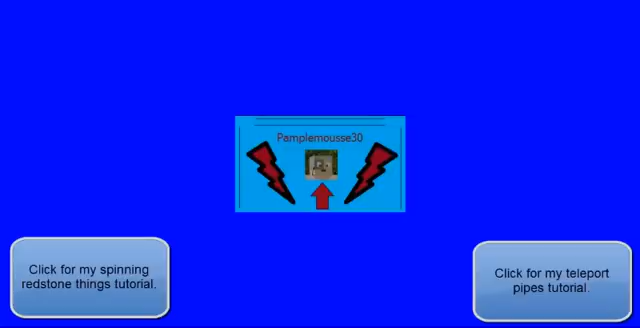 Pamplemousse30
Click for my spinning
redstone things tutorial.
Click for my teleport
pipes tutorial.